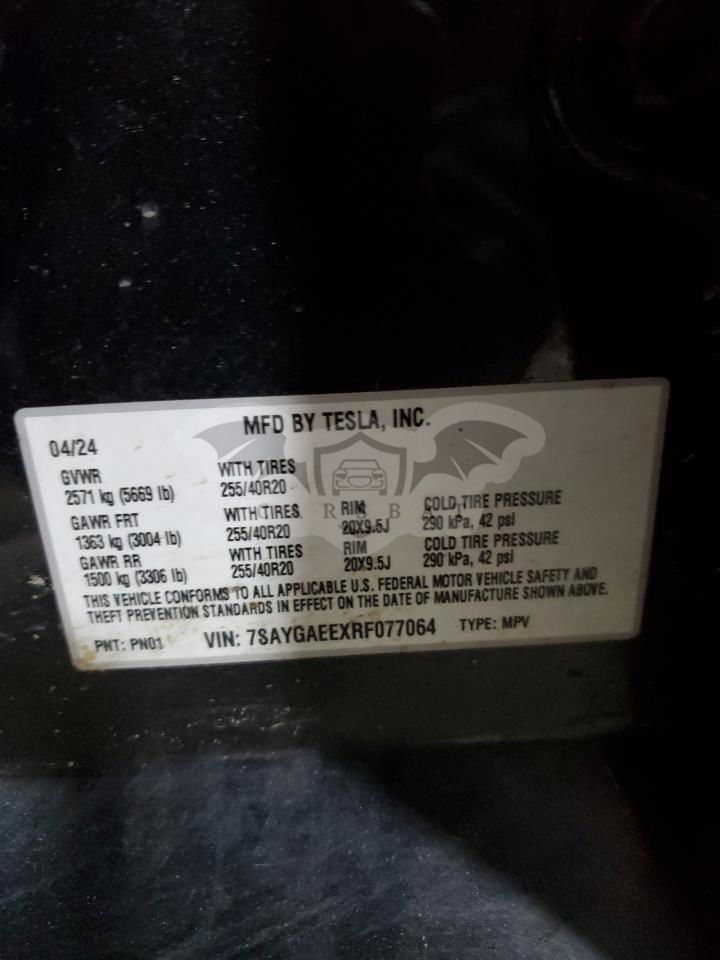 MFD BY TESLA, INC.
04/24
GVWR WITH TIRES
2571 kg (5669 lb) 255/40R20
GAWR FRT WITH TIRES RIM COLD TIRE PRESSURE
1363 kg (3004 lb) 255/40R20 20X9.5J 290 kPa, 42 psi
GAWR RR WITH TIRES RIM COLD TIRE PRESSURE
1500 kg (3306 lb) 255/40R20 20X9.5J 290 kPa, 42 psi
THIS VEHICLE CONFORMS TO ALL APPLICABLE U.S. FEDERAL MOTOR VEHICLE SAFETY AND
THEFT PREVENTION STANDARDS IN EFFECT ON THE DATE OF MANUFACTURE SHOWN ABOVE.
PNT: PN01 VIN: 7SAYGAEEXRF077064 TYPE: MPV